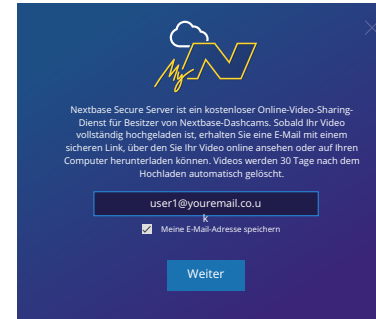 My N
Nextbase Secure Server ist ein kostenloser Online-Video-Sharing-
Dienst für Besitzer von Nextbase-Dashcams. Sobald Ihr Video
vollständig hochgeladen ist, erhalten Sie eine E-Mail mit einem
sicheren Link, über den Sie Ihr Video online ansehen oder auf Ihren
Computer herunterladen können. Videos werden 30 Tage nach dem
Hochladen automatisch gelöscht.
user1@youremail.co.u
k
Meine E-Mail-Adresse speichern
Weiter